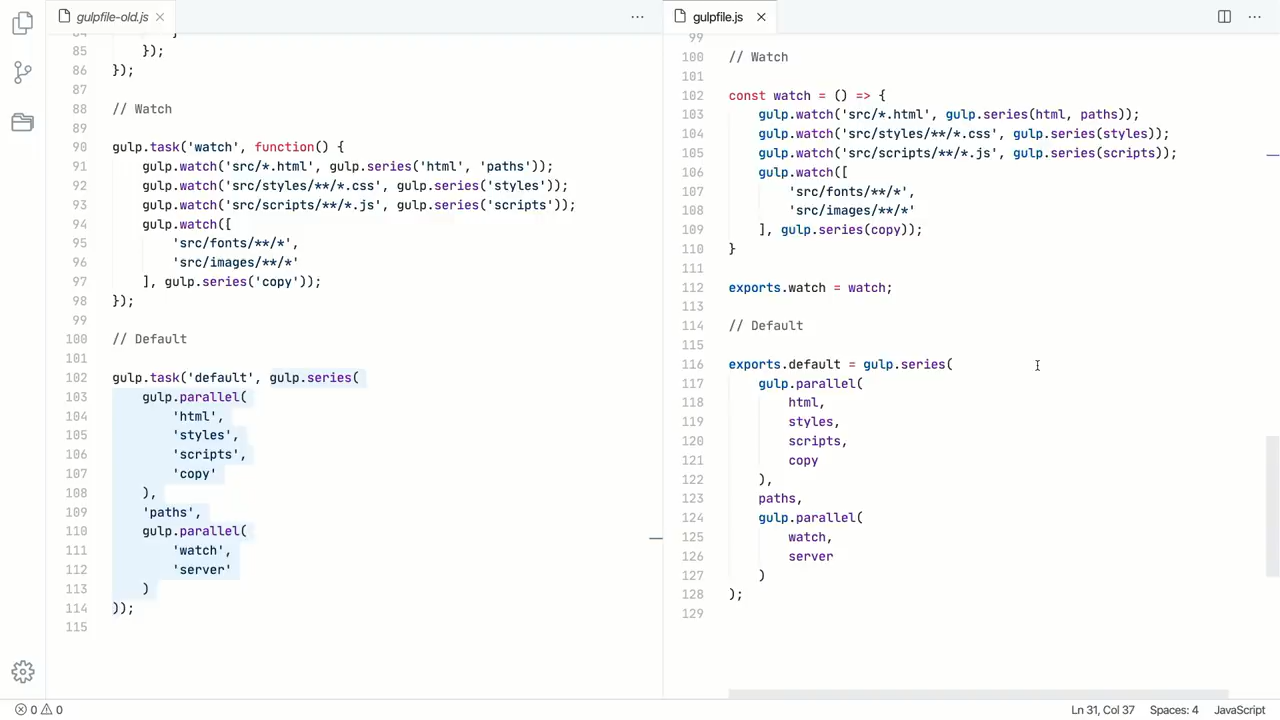 gulpfile-old.js
84 }
85 });
86 });
87
88 // Watch
89
90 gulp.task('watch', function() {
91 gulp.watch('src/*.html', gulp.series('html', 'paths'));
92 gulp.watch('src/styles/**/*.css', gulp.series('styles'));
93 gulp.watch('src/scripts/**/*.js', gulp.series('scripts'));
94 gulp.watch([
95 'src/fonts/**/*',
96 'src/images/**/*'
97 ], gulp.series('copy'));
98 });
99
100 // Default
101
102 gulp.task('default', gulp.series(
103 gulp.parallel(
104 'html',
105 'styles',
106 'scripts',
107 'copy'
108 ),
109 'paths',
110 gulp.parallel(
111 'watch',
112 'server'
113 )
114 ));
115
gulpfile.js
99
100 // Watch
101
102 const watch = () => {
103 gulp.watch('src/*.html', gulp.series(html, paths));
104 gulp.watch('src/styles/**/*.css', gulp.series(styles));
105 gulp.watch('src/scripts/**/*.js', gulp.series(scripts));
106 gulp.watch([
107 'src/fonts/**/*',
108 'src/images/**/*'
109 ], gulp.series(copy));
110 }
111
112 exports.watch = watch;
113
114 // Default
115
116 exports.default = gulp.series(
117 gulp.parallel(
118 html,
119 styles,
120 scripts,
121 copy
122 ),
123 paths,
124 gulp.parallel(
125 watch,
126 server
127 )
128 );
129
0 0
Ln 31, Col 37 Spaces: 4 JavaScript